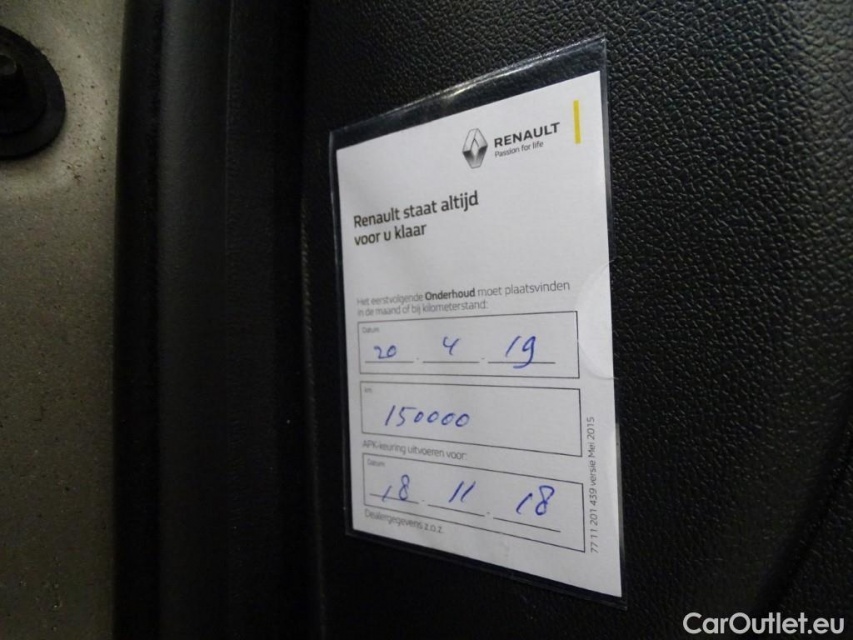 RENAULT
Passion for life
Renault staat altijd
voor u klaar
Het eerstvolgende Onderhoud moet plaatsvinden
in de maand of bij kilometerstand:
Datum
20 . 4 . 19
km
150000
APK-keuring uitvoeren voor:
Datum
18 . 11 . 18
Dealergegevens z.o.z.
77 11 201 439 versie Mei 2015
CarOutlet.eu